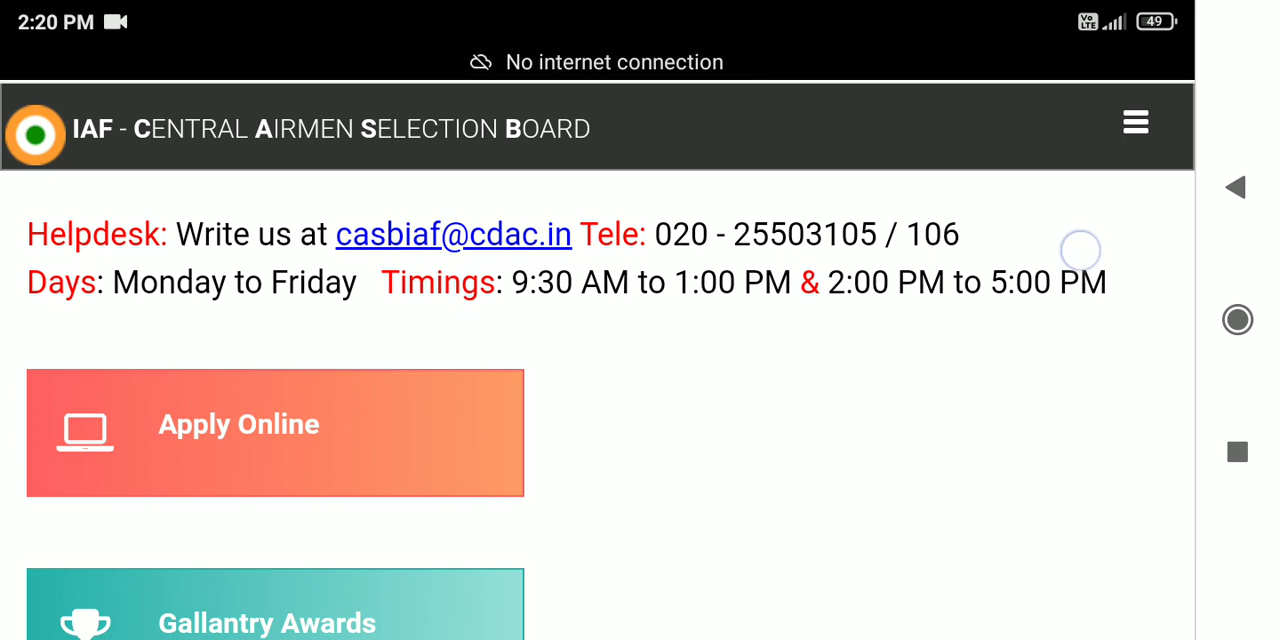 2:20 PM
Vo LTE 49
No internet connection
IAF - CENTRAL AIRMEN SELECTION BOARD
Helpdesk: Write us at casbiaf@cdac.in Tele: 020 - 25503105 / 106
Days: Monday to Friday Timings: 9:30 AM to 1:00 PM & 2:00 PM to 5:00 PM
Apply Online
Gallantry Awards